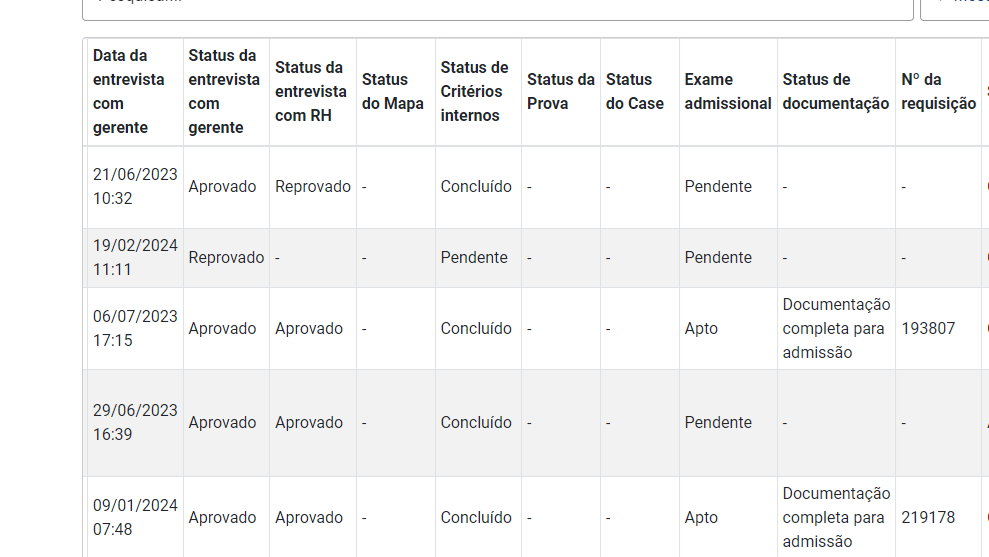 Data da entrevista com gerente Status da entrevista com gerente Status da entrevista com RH Status do Mapa Status de Critérios internos Status da Prova Status do Case Exame admissional Status de documentação Nº da requisição
21/06/2023 10:32 Aprovado Reprovado - - Concluído - - Pendente - -
19/02/2024 11:11 Reprovado - - Pendente - - Pendente - -
06/07/2023 17:15 Aprovado Aprovado - Concluído - - Apto Documentação completa para admissão 193807
29/06/2023 16:39 Aprovado Aprovado - Concluído - - Pendente - -
09/01/2024 07:48 Aprovado Aprovado - Concluído - - Apto Documentação completa para admissão 219178